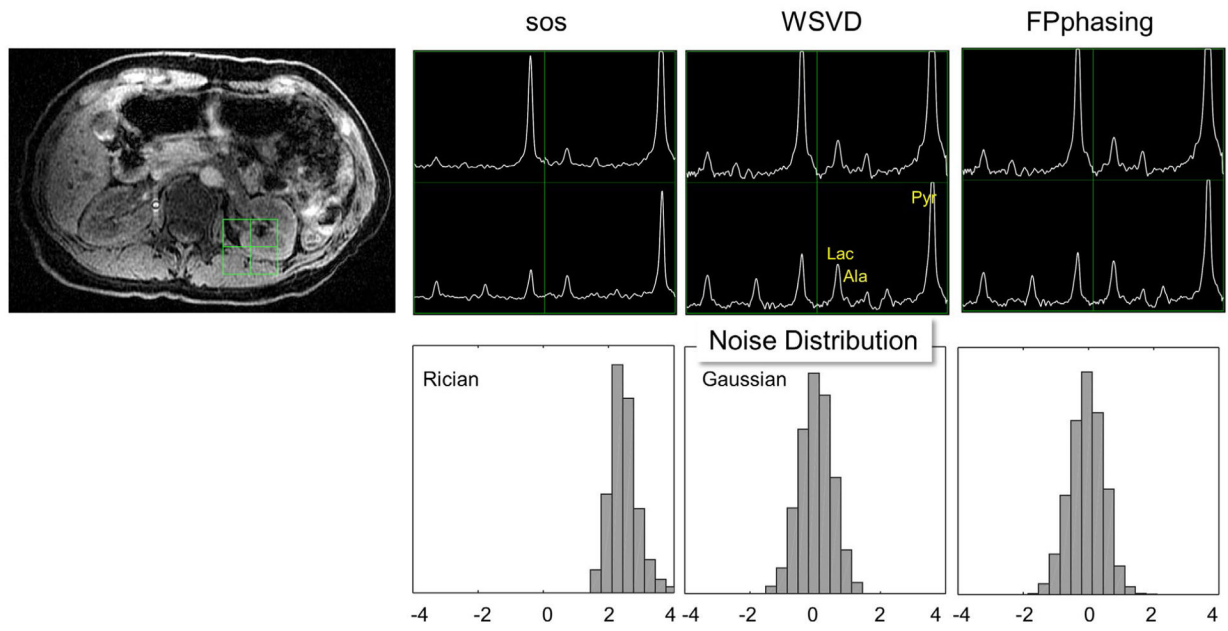 sos WSVD FPphasing
Pyr
Lac
Ala
Noise Distribution
Rician Gaussian
-4 -2 0 2 4 -2 0 2 4 -4 -2 0 2 4